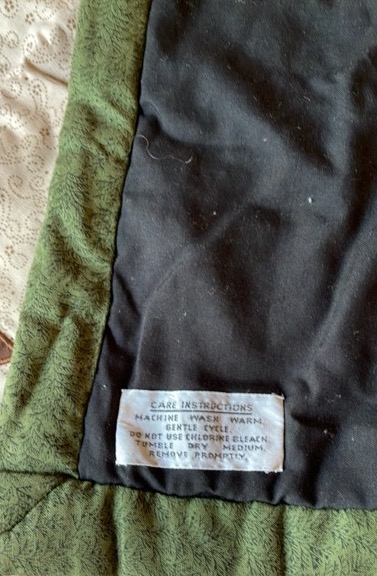 CARE INSTRUCTIONS
MACHINE WASH WARM.
GENTLE CYCLE.
DO NOT USE CHLORINE BLEACH.
TUMBLE DRY MEDIUM.
REMOVE PROMPTLY.